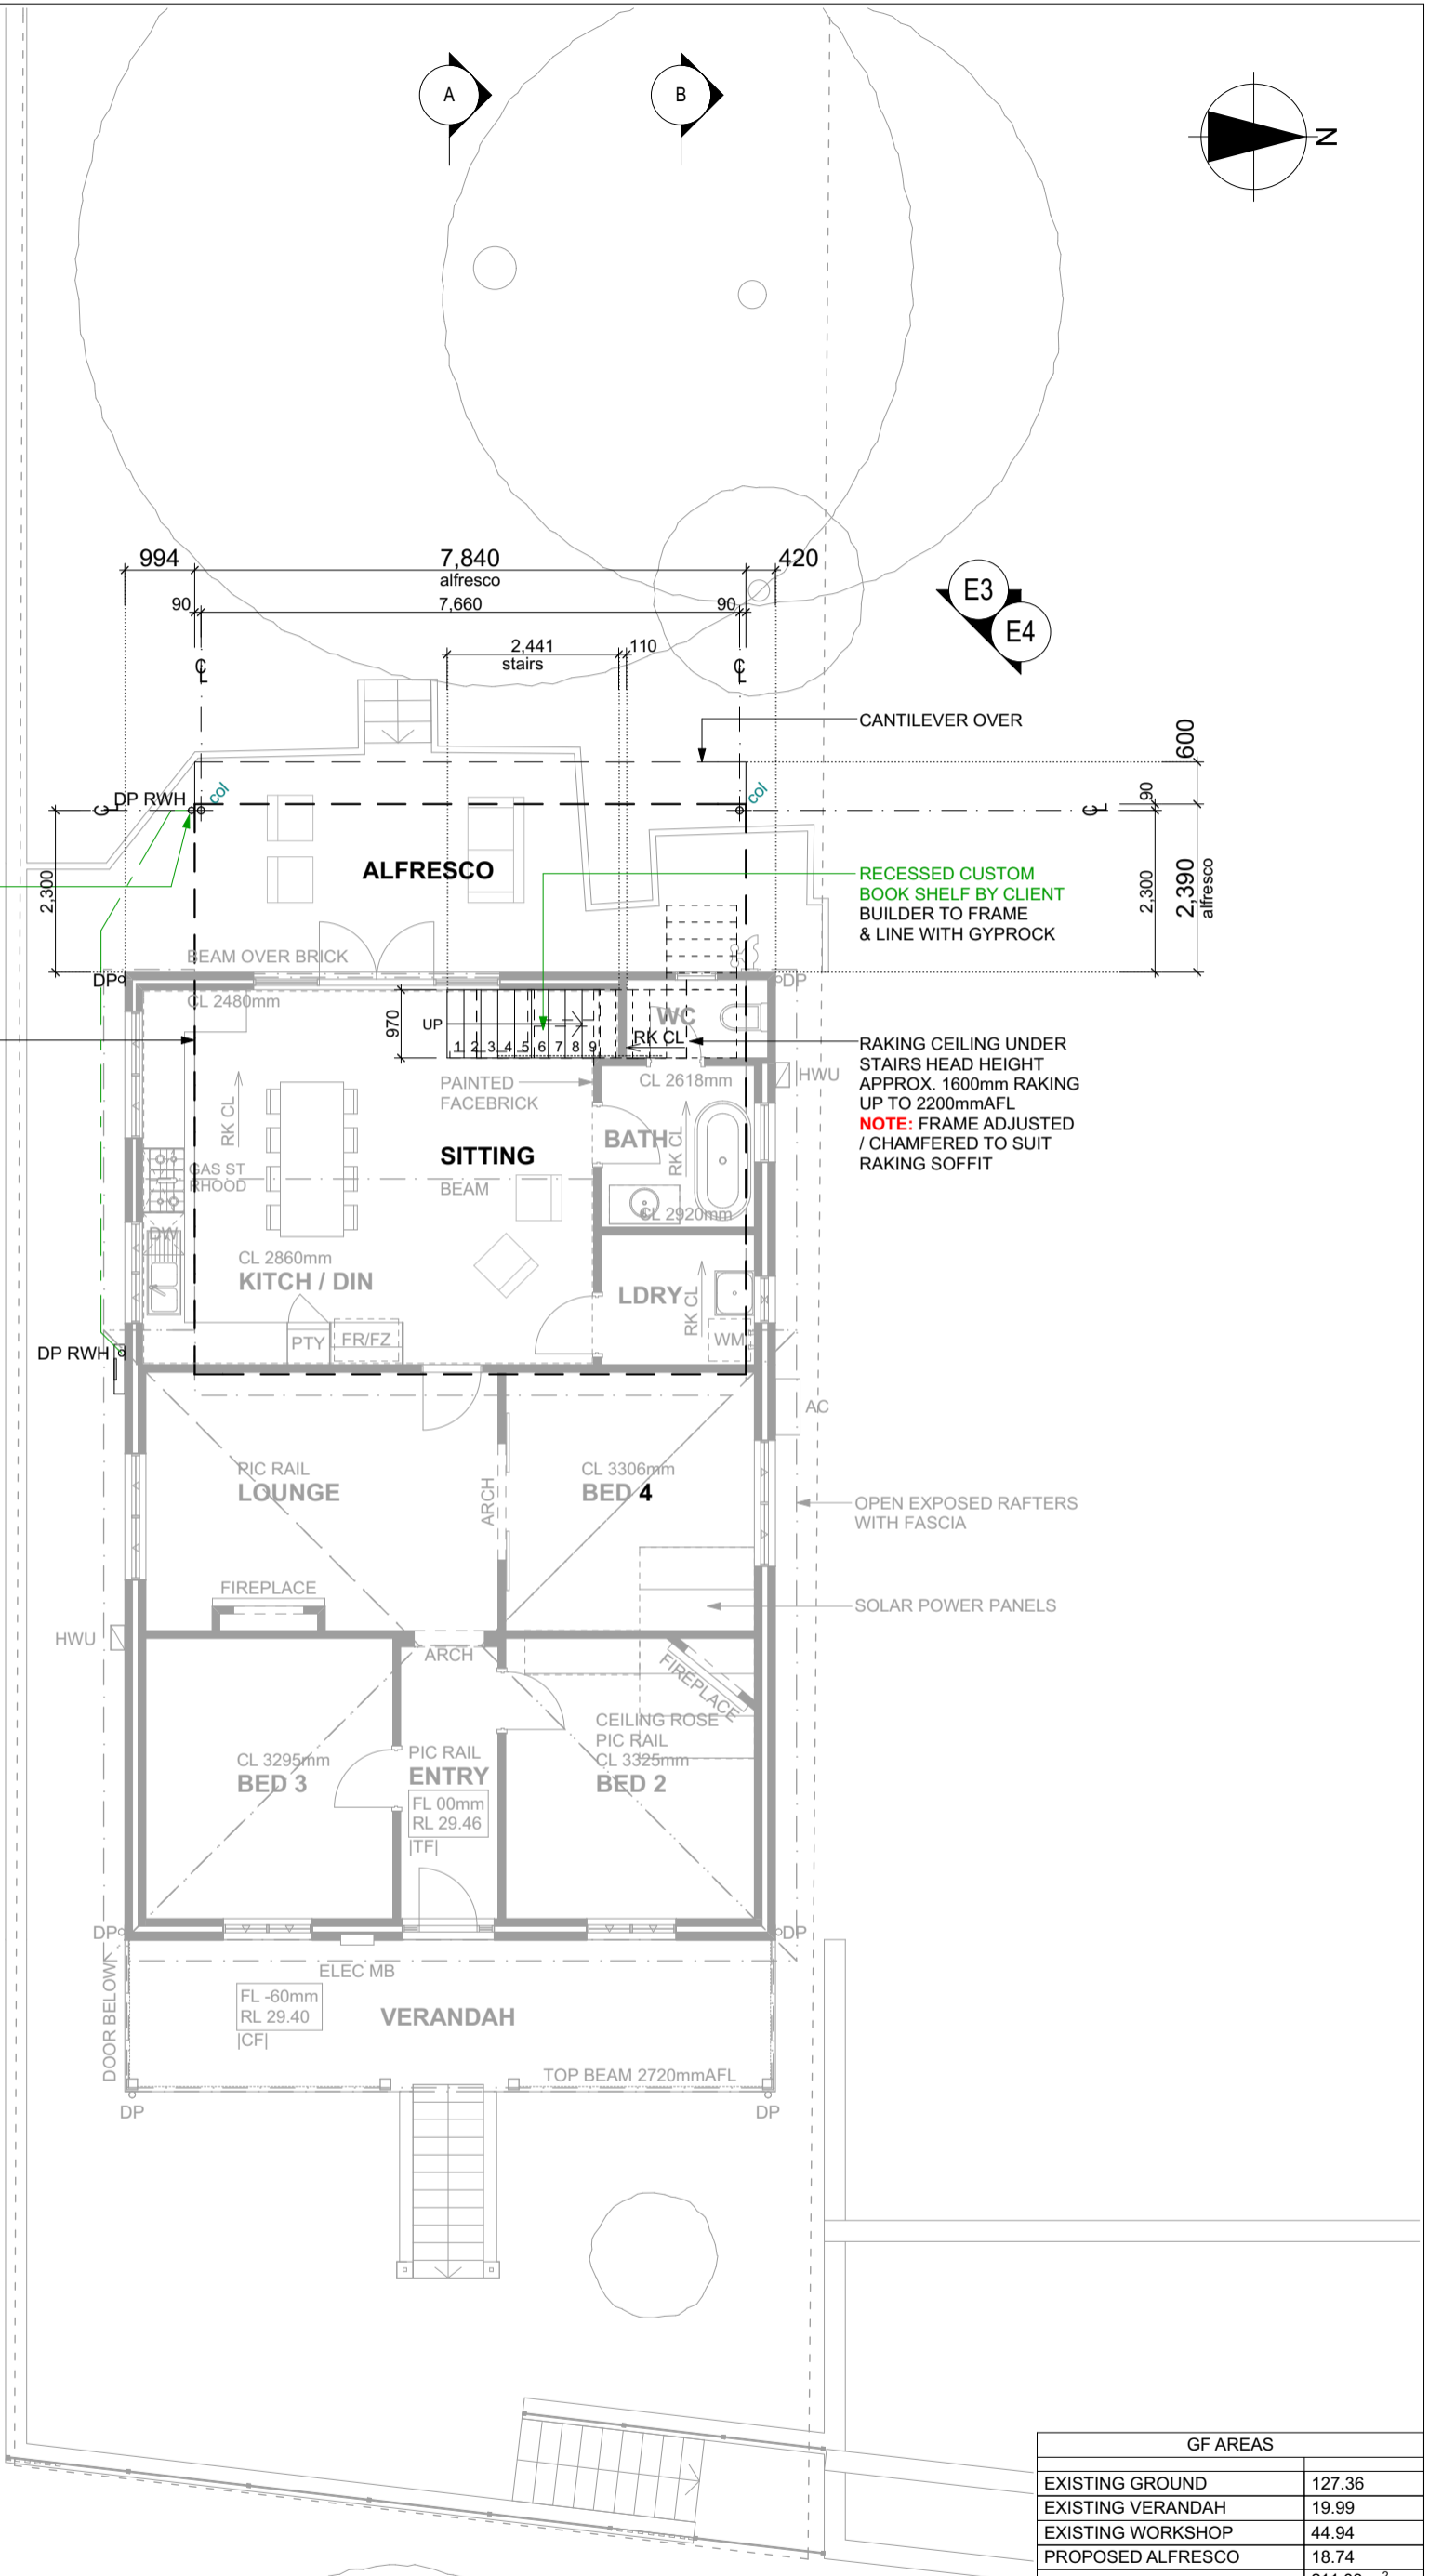 A
B
N
994
7,840
420
alfresco
90
7,660
90
2,441
110
stairs
E3
E4
CANTILEVER OVER
600
DP RWH
col
col
90
2,300
ALFRESCO
RECESSED CUSTOM
BOOK SHELF BY CLIENT
BUILDER TO FRAME
& LINE WITH GYPROCK
2,300
2,390
alfresco
BEAM OVER BRICK
DP
DP
CL 2480mm
970
UP
1 2 3 4 5 6 7 8 9
WC
RK CL
RAKING CEILING UNDER
STAIRS HEAD HEIGHT
APPROX. 1600mm RAKING
UP TO 2200mmAFL
NOTE: FRAME ADJUSTED
/ CHAMFERED TO SUIT
RAKING SOFFIT
HWU
PAINTED
FACEBRICK
CL 2618mm
RK CL
BATH
RK CL
SITTING
GAS ST
RHOOD
BEAM
DW
CL 2920mm
CL 2860mm
KITCH / DIN
LDRY
RK CL
PTY
FR/FZ
WM
DP RWH
AC
PIC RAIL
LOUNGE
ARCH
CL 3306mm
BED 4
OPEN EXPOSED RAFTERS
WITH FASCIA
FIREPLACE
SOLAR POWER PANELS
HWU
ARCH
FIREPLACE
CEILING ROSE
PIC RAIL
CL 3325mm
BED 2
CL 3295mm
BED 3
PIC RAIL
ENTRY
FL 00mm
RL 29.46
|TF|
DP
DP
ELEC MB
DOOR BELOW
FL -60mm
RL 29.40
|CF|
VERANDAH
TOP BEAM 2720mmAFL
DP
DP
GF AREAS
EXISTING GROUND 127.36
EXISTING VERANDAH 19.99
EXISTING WORKSHOP 44.94
PROPOSED ALFRESCO 18.74